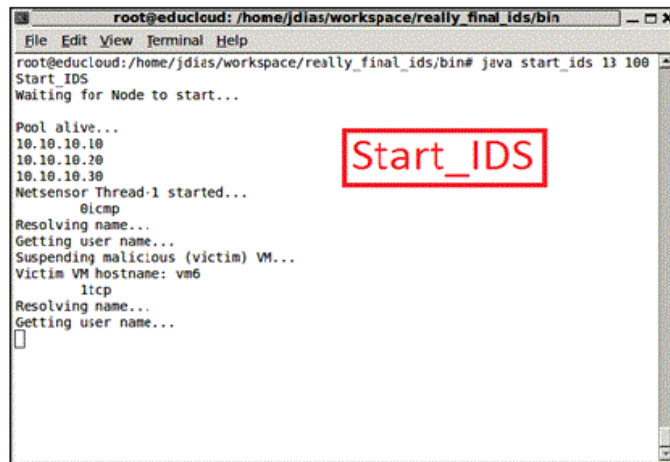 root@educloud: /home/jdias/workspace/really_final_ids/bin
File Edit View Terminal Help
root@educloud:/home/jdias/workspace/really_final_ids/bin# java start_ids 13 100
Start_IDS
Waiting for Node to start...
Pool alive...
10.10.10.10
10.10.10.20
10.10.10.30
Netsensor Thread-1 started...
0icmp
Resolving name...
Getting user name...
Suspending malicious (victim) VM...
Victim VM hostname: vm6
1tcp
Resolving name...
Getting user name...
Start_IDS